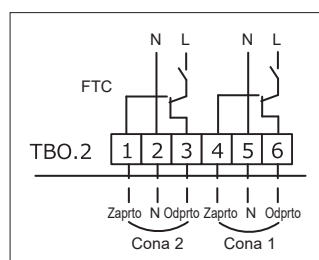 N L N L
FTC
TBO.2 1 2 3 4 5 6
Zaprto N Odprto Zaprto N Odprto
Cona 2 Cona 1